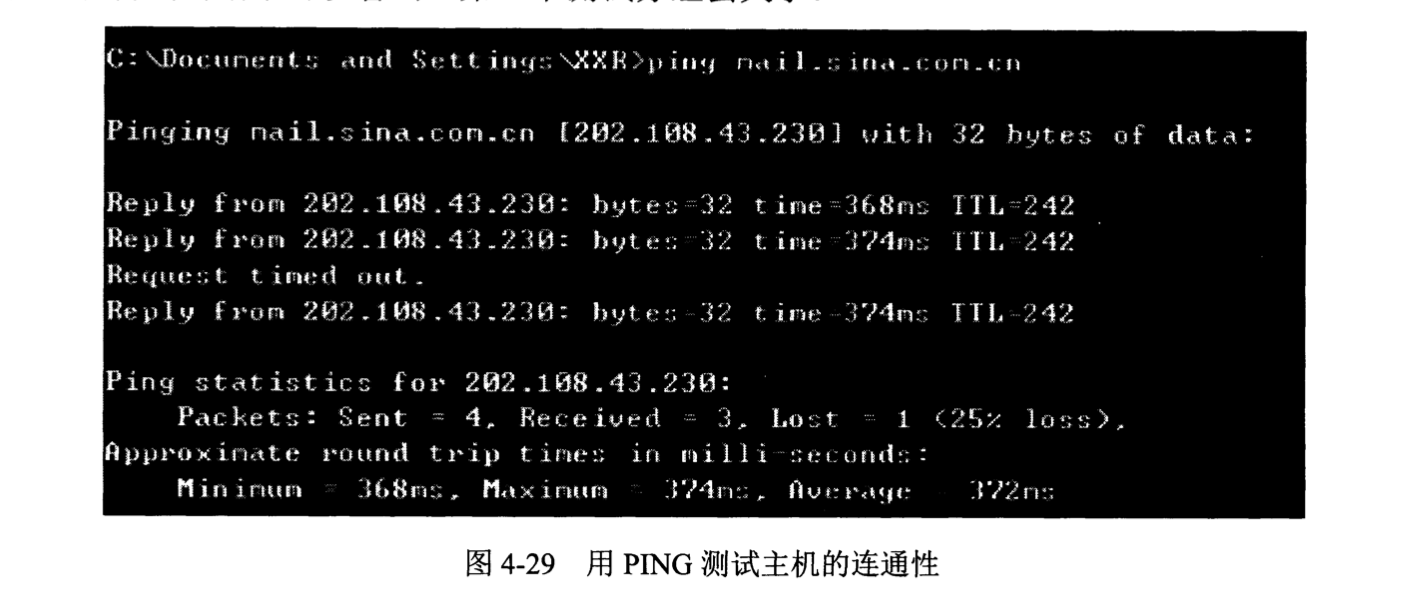 C:\Documents and Settings\XXR>ping mail.sina.com.cn
Pinging mail.sina.com.cn [202.108.43.230] with 32 bytes of data:
Reply from 202.108.43.230: bytes=32 time=368ms TTL=242
Reply from 202.108.43.230: bytes=32 time=374ms TTL=242
Request timed out.
Reply from 202.108.43.230: bytes=32 time=374ms TTL=242
Ping statistics for 202.108.43.230:
Packets: Sent = 4, Received = 3, Lost = 1 (25% loss),
Approximate round trip times in milli-seconds:
Minimum = 368ms, Maximum = 374ms, Average = 372ms
图 4-29 用 PING 测试主机的连通性